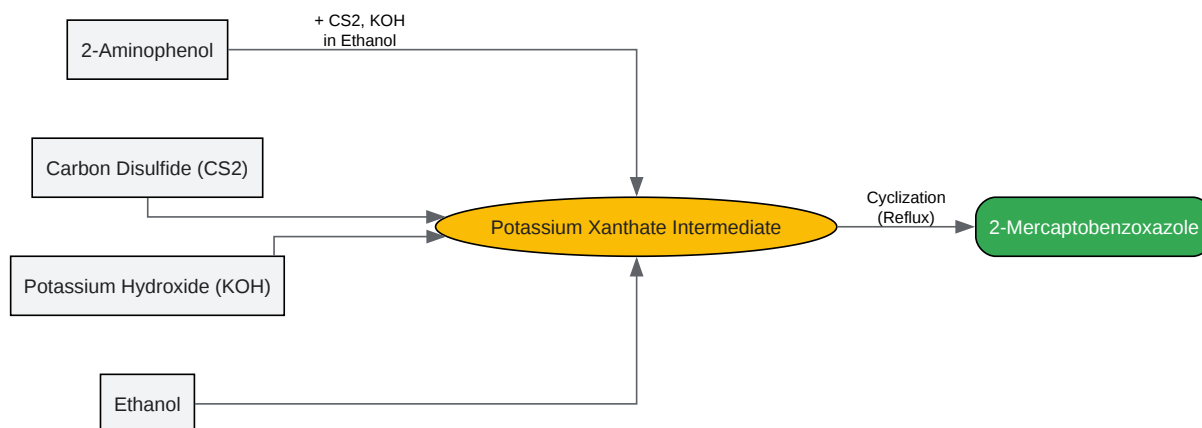 2-Aminophenol
+ CS2, KOH
in Ethanol
Carbon Disulfide (CS2)
Potassium Hydroxide (KOH)
Ethanol
Potassium Xanthate Intermediate
Cyclization
(Reflux)
2-Mercaptobenzoxazole